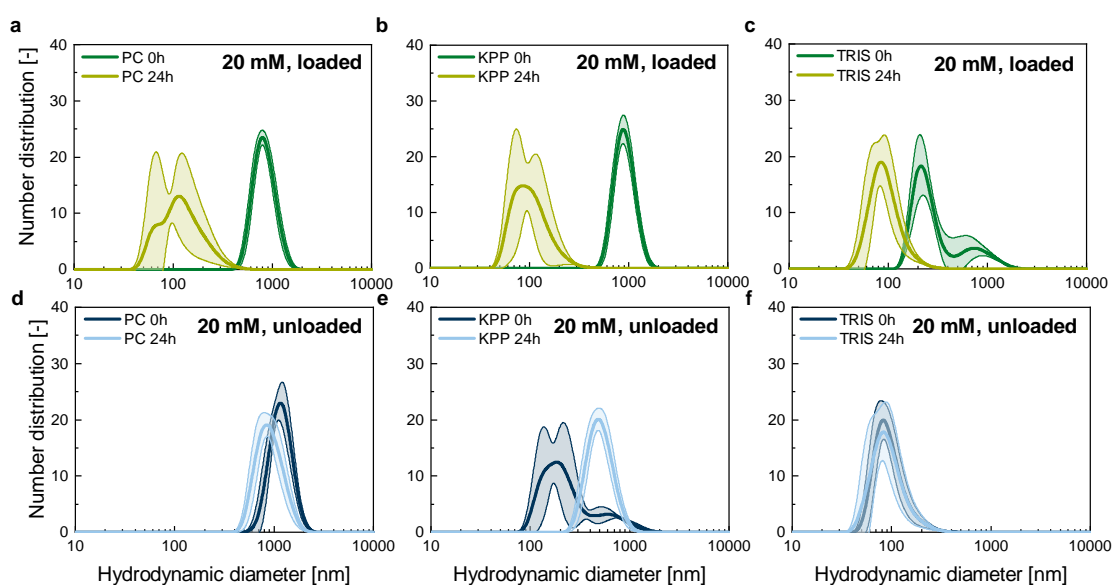 a
40
30
20
10
0
Number distribution [-]
PC 0h
PC 24h
20 mM, loaded
10
100
1000
10000
b
40
30
20
10
0
KPP 0h
KPP 24h
20 mM, loaded
10
100
1000
10000
c
40
30
20
10
0
TRIS 0h
TRIS 24h
20 mM, loaded
10
100
1000
10000
d
40
30
20
10
0
Number distribution [-]
PC 0h
PC 24h
20 mM, unloaded
10
100
1000
10000
Hydrodynamic diameter [nm]
e
40
30
20
10
0
KPP 0h
KPP 24h
20 mM, unloaded
10
100
1000
10000
Hydrodynamic diameter [nm]
f
40
30
20
10
0
TRIS 0h
TRIS 24h
20 mM, unloaded
10
100
1000
10000
Hydrodynamic diameter [nm]